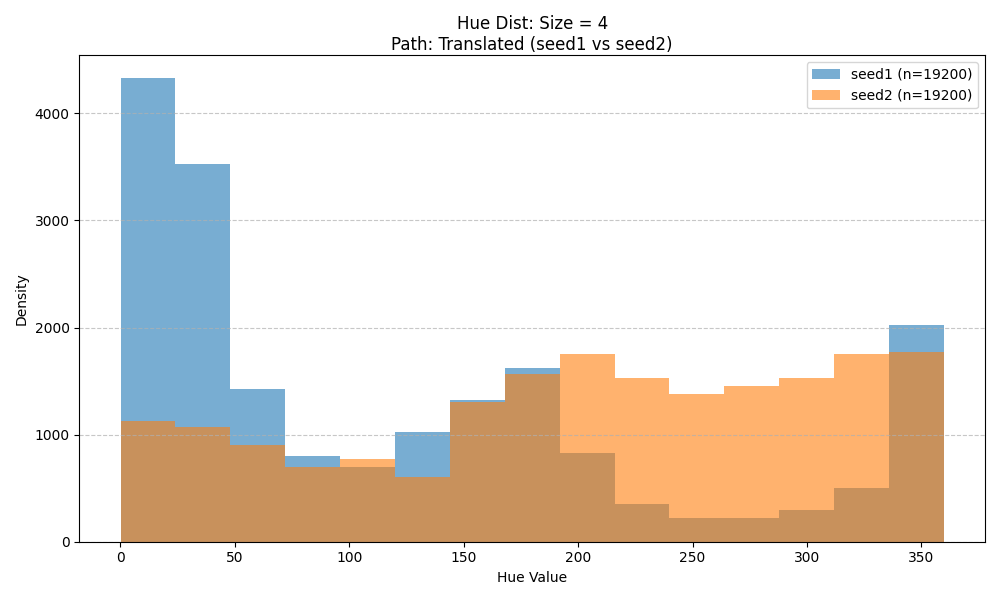 Hue Dist: Size = 4
Path: Translated (seed1 vs seed2)
seed1 (n=19200)
seed2 (n=19200)
Density
4000
3000
2000
1000
0
0 50 100 150 200 250 300 350
Hue Value